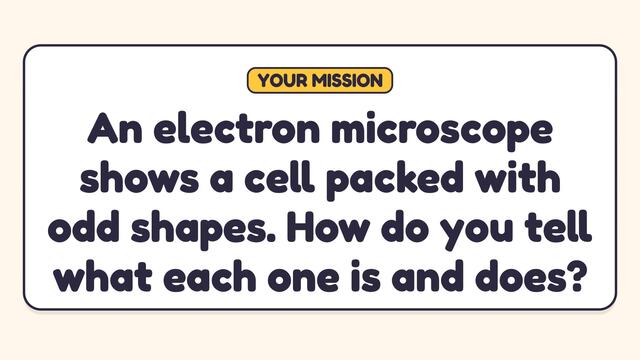 YOUR MISSION
An electron microscope
shows a cell packed with
odd shapes. How do you tell
what each one is and does?